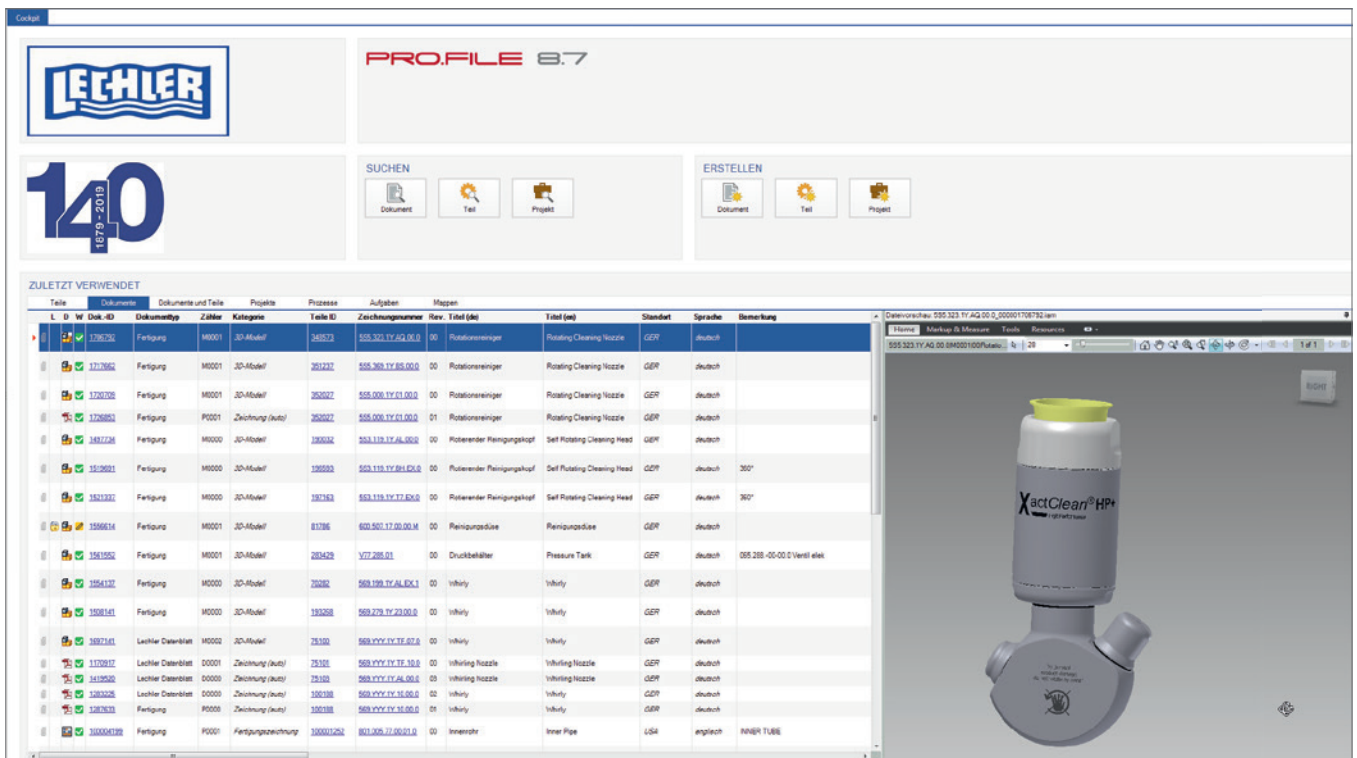 Cockpit
LECHLER
PRO.FILE 8.7
140
1879 - 2019
SUCHEN
Dokument Teil Projekt
ERSTELLEN
Dokument Teil Projekt
ZULETZT VERWENDET
Teile Dokumente Dokumente und Teile Projekte Prozesse Aufgaben Mappen
L D W Dok.-ID Dokumenttyp Zähler Kategorie Teile ID Zeichnungsnummer Rev. Titel (de) Titel (en) Standort Sprache Bemerkung
1706792 Fertigung M0001 3D-Modell 348573 555.323.1Y.AQ.00.0 00 Rotationsreiniger Rotating Cleaning Nozzle GER deutsch
1717662 Fertigung M0001 3D-Modell 351237 555.369.1Y.BS.00.0 00 Rotationsreiniger Rotating Cleaning Nozzle GER deutsch
1720709 Fertigung M0001 3D-Modell 352027 555.000.1Y.01.00.0 00 Rotationsreiniger Rotating Cleaning Nozzle GER deutsch
1726853 Fertigung P0001 Zeichnung (auto) 352027 555.000.1Y.01.00.0 01 Rotationsreiniger Rotating Cleaning Nozzle GER deutsch
1497734 Fertigung M0000 3D-Modell 190032 553.119.1Y.AL.00.0 00 Rotierender Reinigungskopf Self Rotating Cleaning Head GER deutsch
1519691 Fertigung M0000 3D-Modell 553.119.1Y.BH.EX.0 00 Rotierender Reinigungskopf Self Rotating Cleaning Head GER deutsch 360°
1521337 Fertigung M0000 3D-Modell 197163 553.119.1Y.T7.EX.0 00 Rotierender Reinigungskopf Self Rotating Cleaning Head GER deutsch 360°
1556614 Fertigung M0001 3D-Modell 81786 600.507.17.00.00.M 00 Reinigungsdüse Reinigungsdüse GER deutsch
1561552 Fertigung M0001 3D-Modell 283429 V77.285.01 00 Druckbehälter Pressure Tank GER deutsch Ventil elek
1554137 Fertigung M0000 3D-Modell 70282 569.199.1Y.AL.EX.1 00 Whirly Whirly GER deutsch
1508141 Fertigung M0000 3D-Modell 193258 569.279.1Y.23.00.0 00 Whirly Whirly GER deutsch
1697141 Lechler Datenblatt M0002 3D-Modell 75100 569.YYY.1Y.TF.07.0 00 Whirly Whirly GER deutsch
1170917 Lechler Datenblatt D0001 Zeichnung (auto) 75101 569.YYY.1Y.TF.10.0 03 Whirling Nozzle Whirling Nozzle GER deutsch
1419520 Lechler Datenblatt D0000 Zeichnung (auto) 75103 569.YYY.1Y.AL.00.0 03 Whirling Nozzle Whirling Nozzle GER deutsch
1283226 Lechler Datenblatt D0000 Zeichnung (auto) 100188 569.YYY.1Y.10.00.0 02 Whirly Whirly GER deutsch
1287633 Fertigung P0000 Zeichnung (auto) 100188 569.YYY.1Y.10.00.0 01 Whirly Whirly GER deutsch
100004199 Fertigung P0001 Fertigungszeichnung 100001252 801.005.77.00.01.0 00 Innenrohr Inner Pipe USA englisch INNER TUBE
Dateivorschau: 555.323.1Y.AQ.00.0_000001706792.iam
Home Markup & Measure Tools Resources
28 1 of 1
RIGHT
XactClean® HP+